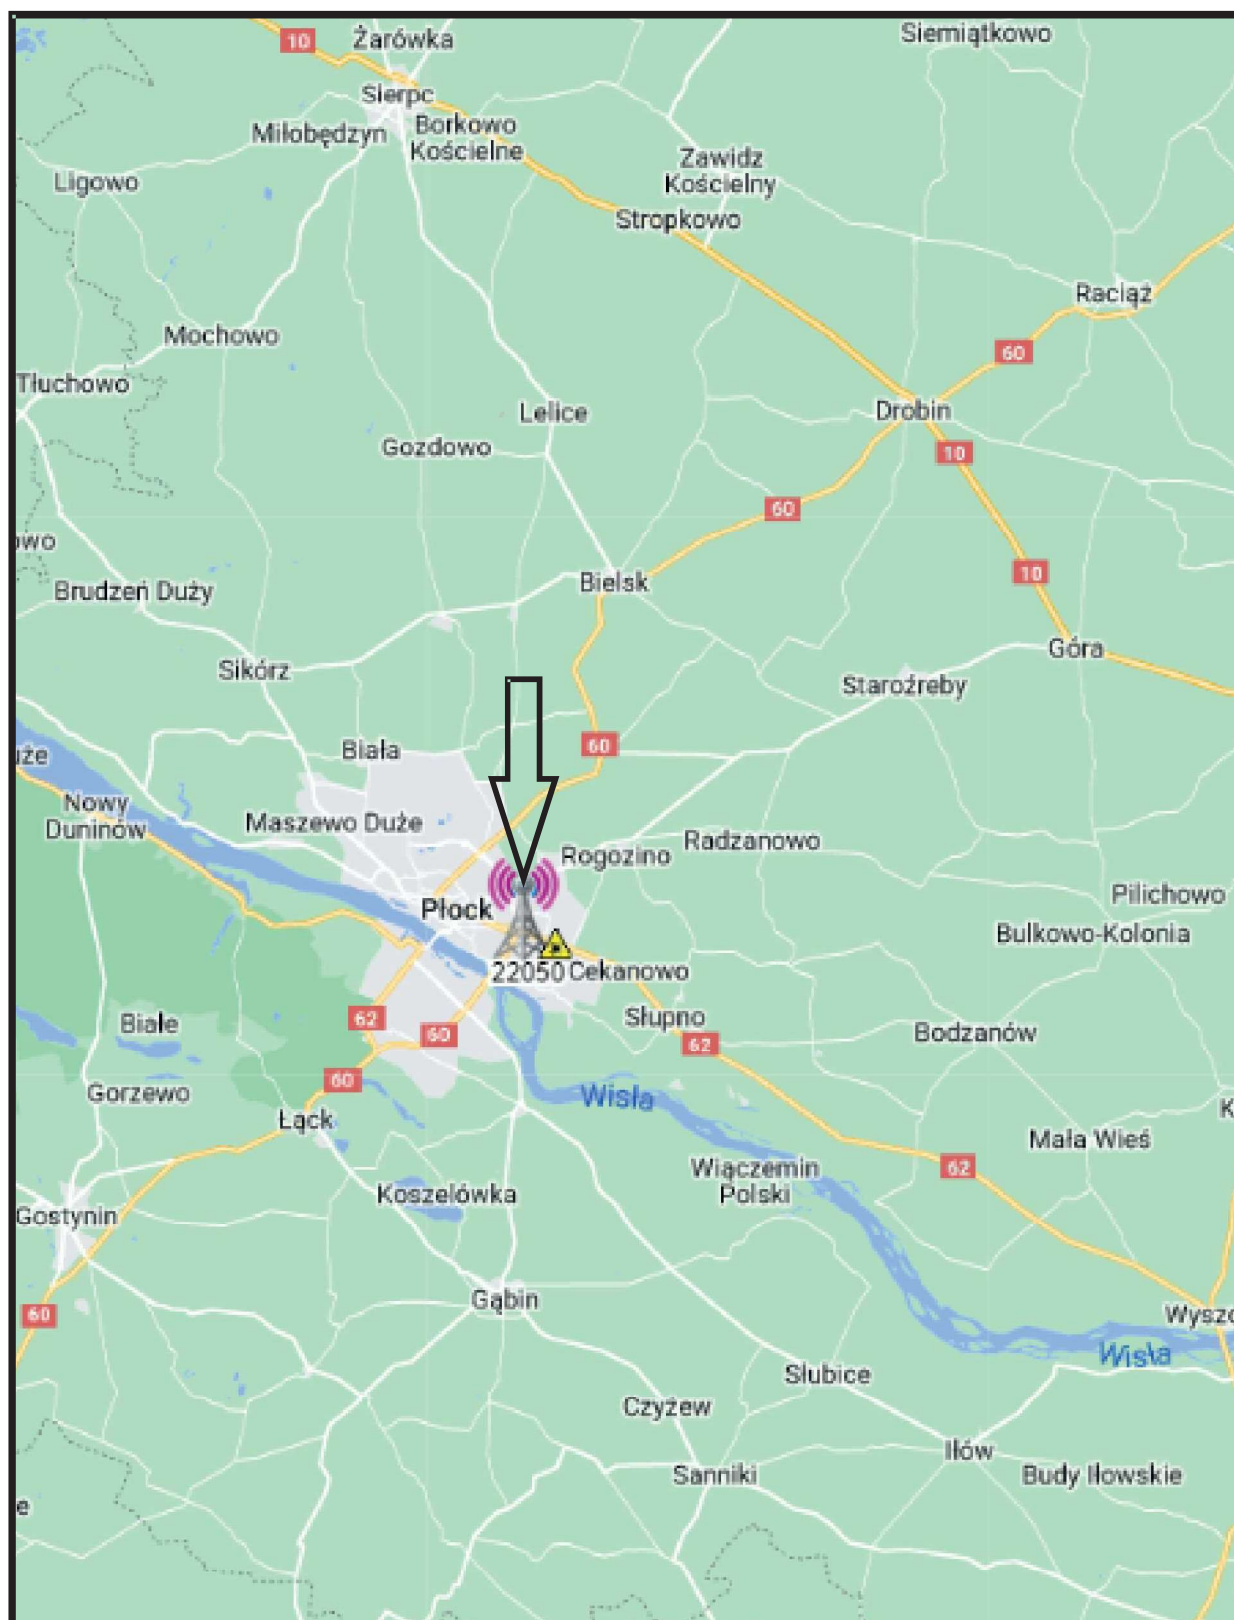 Siemiątkowo
10
Żarówka
Sierpc
Miłobędzyn
Borkowo
Kościelne
Ligowo
Zawidz
Kościelny
Stropkowo
Raciąż
Mochowo
60
Tłuchowo
Lelice
Drobin
Gozdowo
10
60
owo
10
Bielsk
Brudzeń Duży
Góra
Sikórz
Staroźreby
60
Biała
uże
Nowy
Duninów
Maszewo Duże
Radzanowo
Rogozino
Pilichowo
Płock
Bulkowo-Kolonia
22050 Cekanowo
62
Białe
Słupno
60
62
Bodzanów
60
Gorzewo
Wisła
K
Łąck
Mała Wieś
Wiączemin
Polski
62
Koszelówka
Gostynin
Gąbin
60
Wyszo
Wisła
Słubice
Czyżew
Iłów
Sanniki
Budy Iłowskie
e